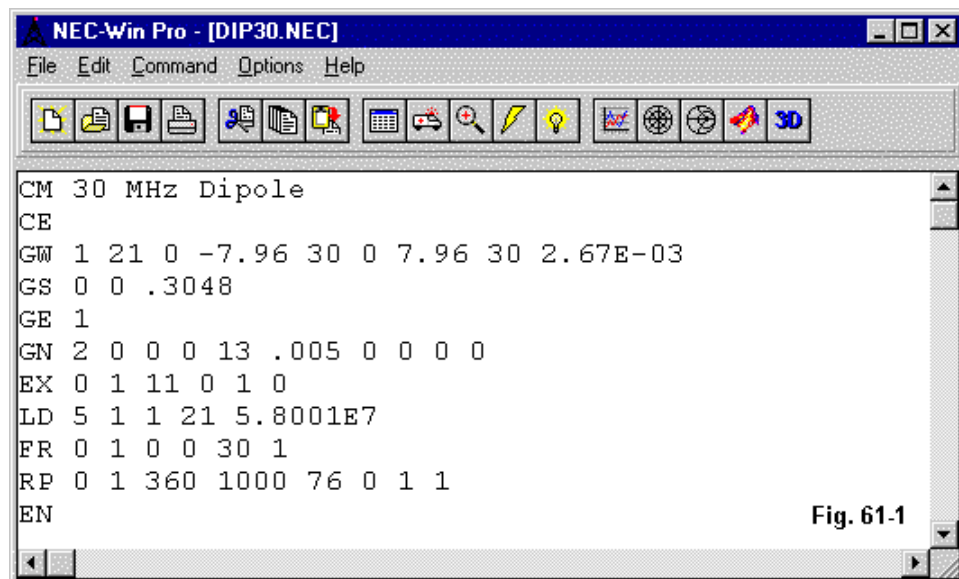 NEC-Win Pro - [DIP30.NEC]
File Edit Command Options Help
3D
CM 30 MHz Dipole
CE
GW 1 21 0 -7.96 30 0 7.96 30 2.67E-03
GS 0 0 .3048
GE 1
GN 2 0 0 0 13 .005 0 0 0 0
EX 0 1 11 0 1 0
LD 5 1 1 21 5.8001E7
FR 0 1 0 0 30 1
RP 0 1 360 1000 76 0 1 1
EN
Fig. 61-1